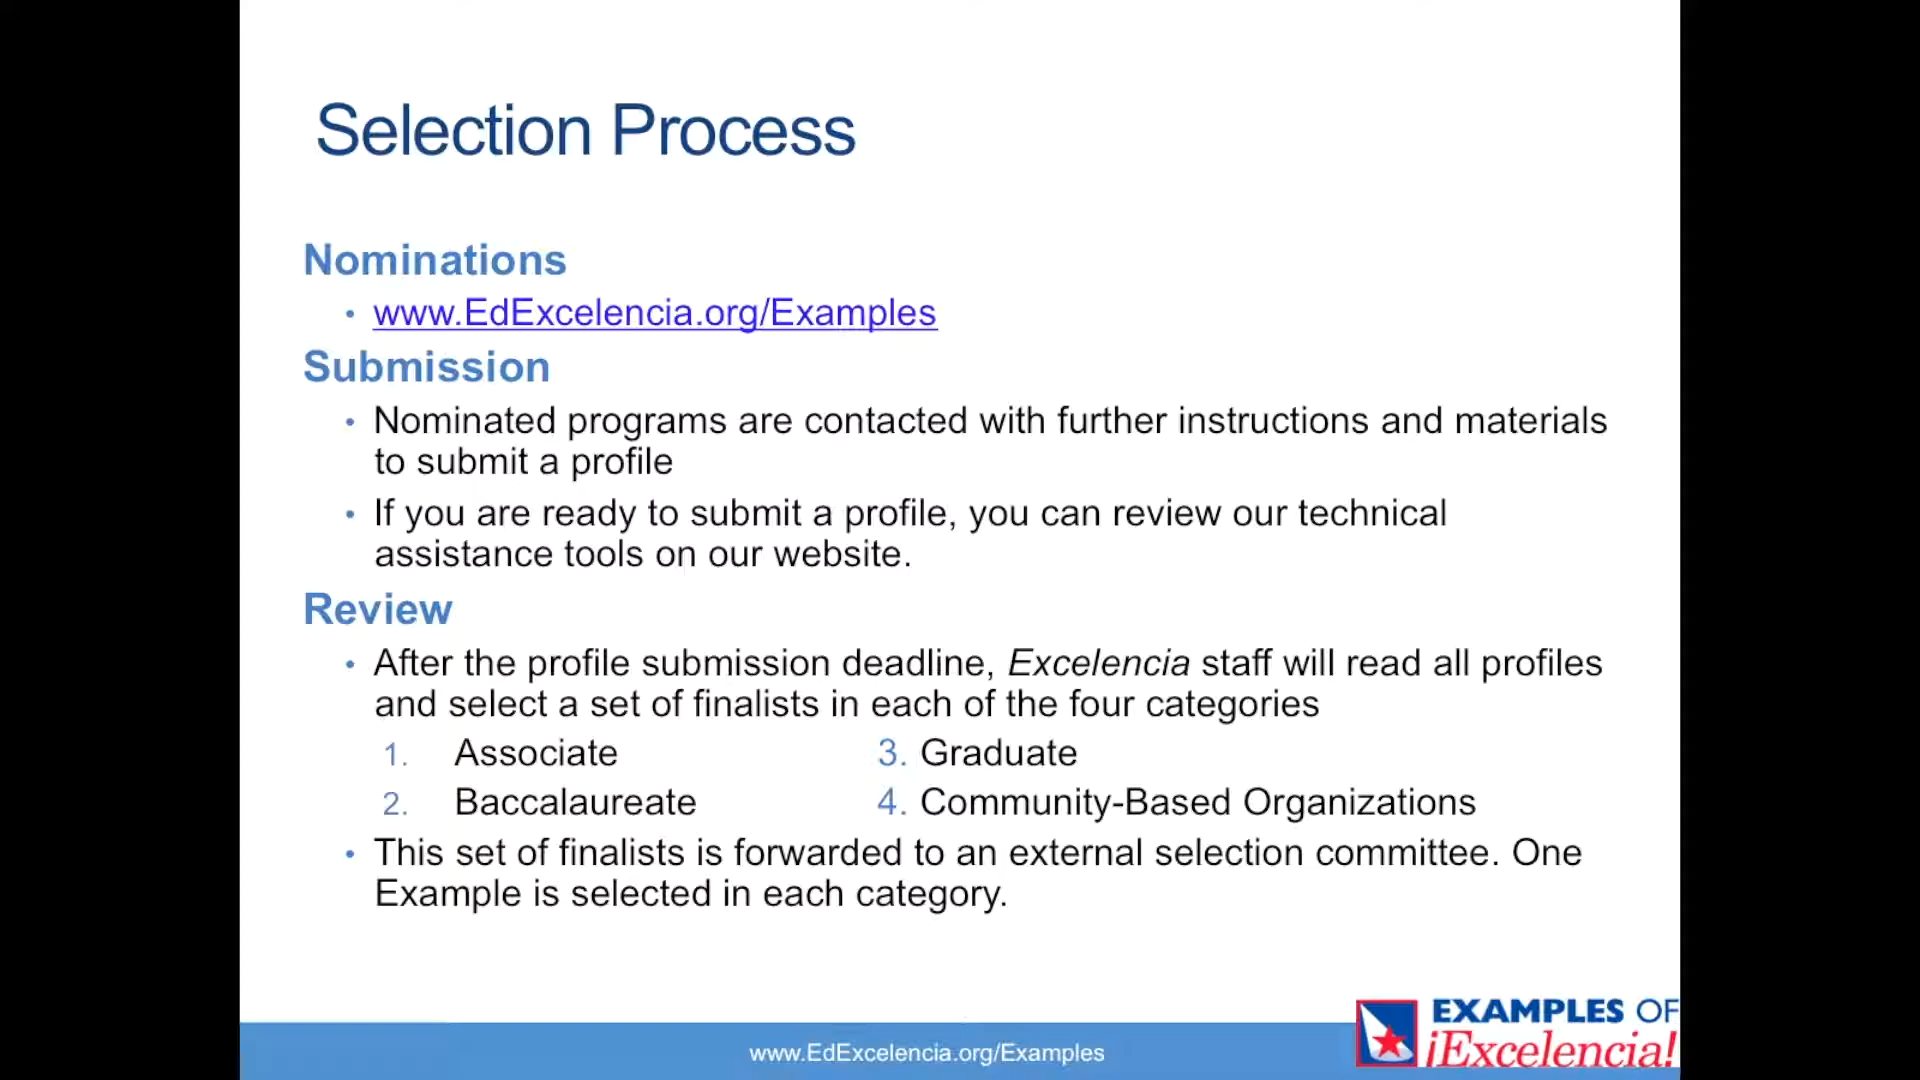 Selection Process
Nominations
• www.EdExcelencia.org/Examples
Submission
• Nominated programs are contacted with further instructions and materials
to submit a profile
• If you are ready to submit a profile, you can review our technical
assistance tools on our website.
Review
• After the profile submission deadline, Excelencia staff will read all profiles
and select a set of finalists in each of the four categories
1. Associate 3. Graduate
2. Baccalaureate 4. Community-Based Organizations
• This set of finalists is forwarded to an external selection committee. One
Example is selected in each category.
www.EdExcelencia.org/Examples
EXAMPLES OF
¡Excelencia!